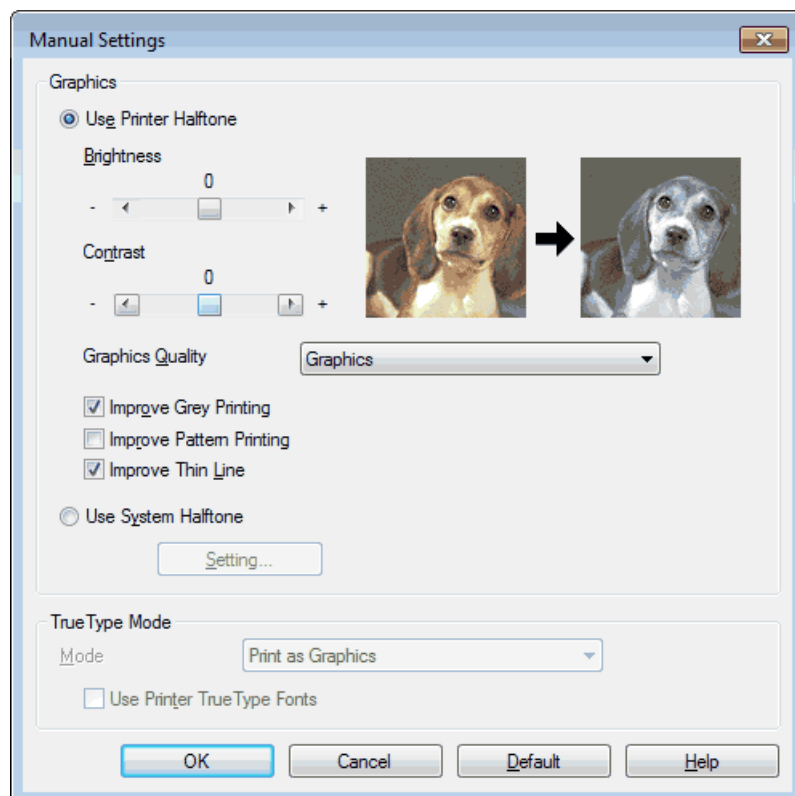 Manual Settings
Graphics
Use Printer Halftone
Brightness
0
- +
Contrast
0
- +
Graphics Quality Graphics
Improve Grey Printing
Improve Pattern Printing
Improve Thin Line
Use System Halftone
Setting...
TrueType Mode
Mode Print as Graphics
Use Printer TrueType Fonts
OK Cancel Default Help